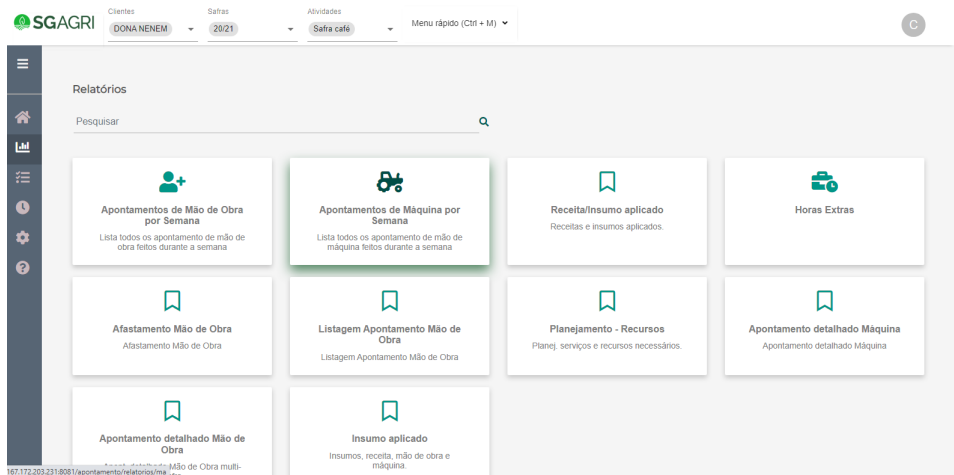 SGAGRI
Clientes
Safras
Atividades
DONA NENEM
20/21
Safra café
Menu rápido (Ctrl + M)
C
Relatórios
Pesquisar
Apontamentos de Mão de Obra
por Semana
Lista todos os apontamento de mão de
obra feitos durante a semana
Apontamentos de Máquina por
Semana
Lista todos os apontamento de mão de
máquina feitos durante a semana
Receita/Insumo aplicado
Receitas e insumos aplicados.
Horas Extras
Afastamento Mão de Obra
Afastamento Mão de Obra
Listagem Apontamento Mão de
Obra
Listagem Apontamento Mão de Obra
Planejamento - Recursos
Planej, serviços e recursos necessários.
Apontamento detalhado Máquina
Apontamento detalhado Máquina
Apontamento detalhado Mão de
Obra
Mão de Obra multi-
Insumo aplicado
Insumos, receita, mão de obra e
máquina.
167.172.203.231:8081/apontamento/relatorios/ma